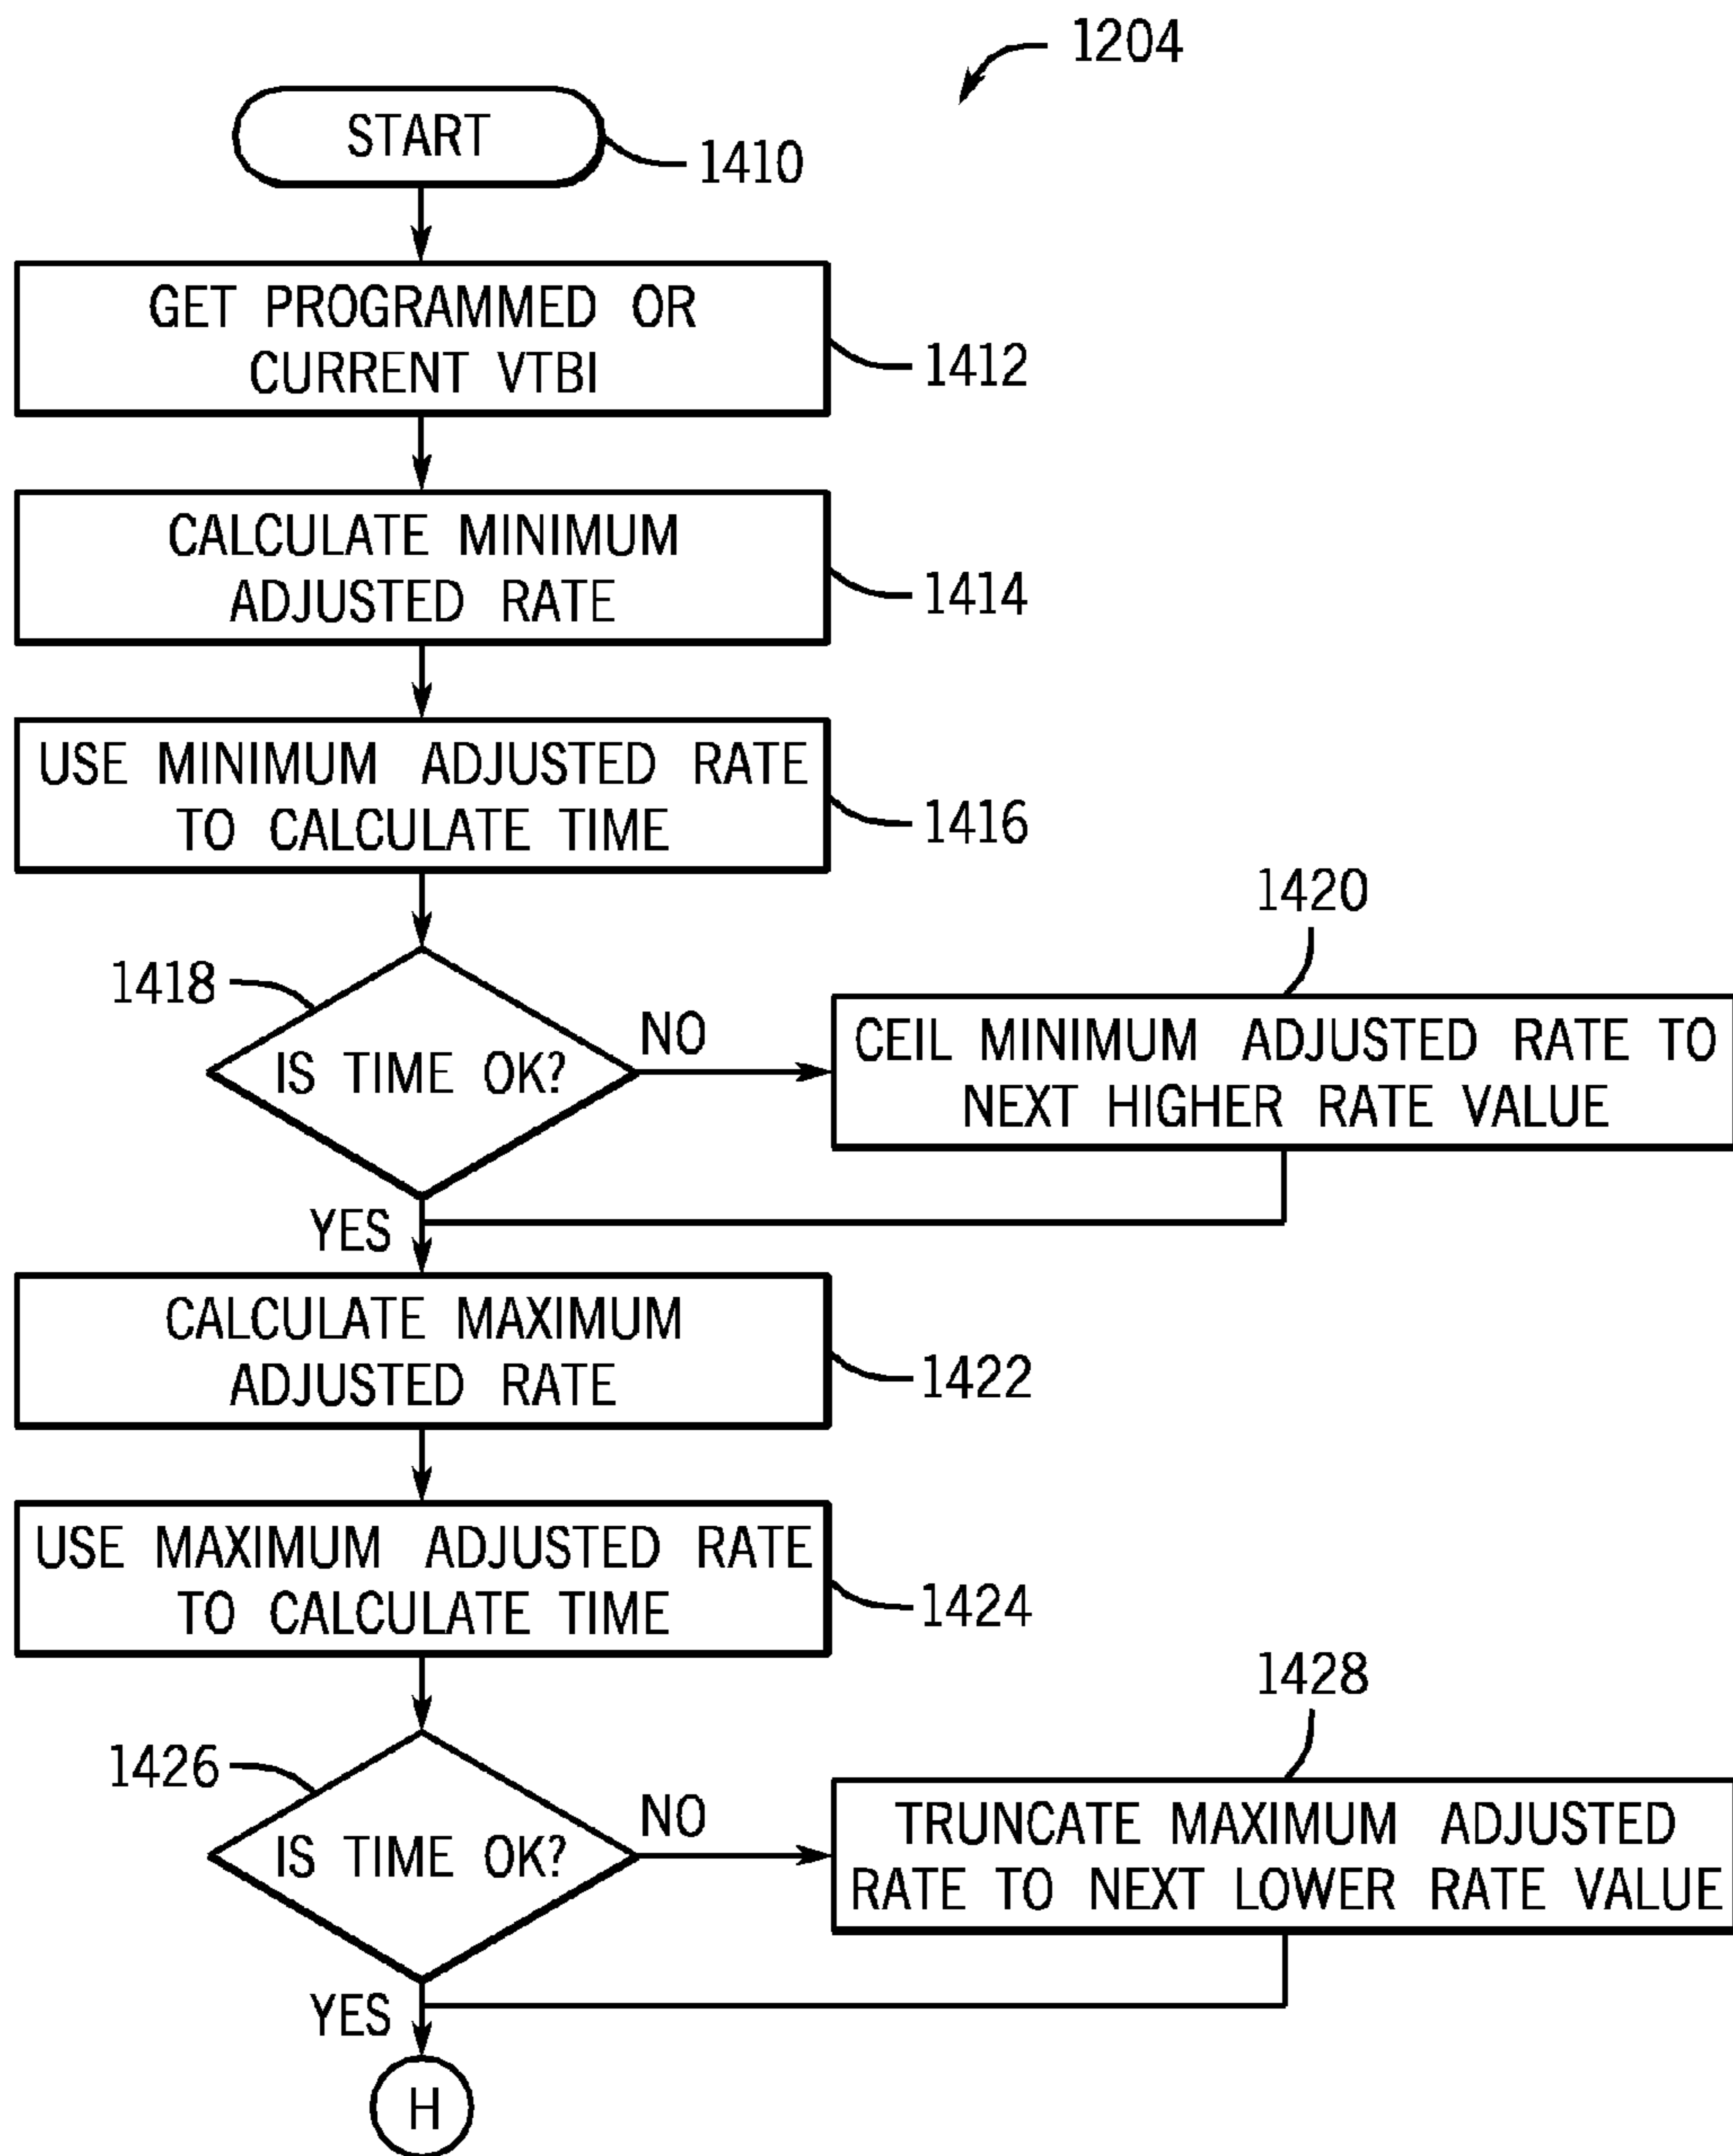 1204
START
1410
GET PROGRAMMED OR
CURRENT VTBI
1412
CALCULATE MINIMUM
ADJUSTED RATE
1414
USE MINIMUM ADJUSTED RATE
TO CALCULATE TIME
1416
1418
IS TIME OK?
NO
1420
CEIL MINIMUM ADJUSTED RATE TO
NEXT HIGHER RATE VALUE
YES
CALCULATE MAXIMUM
ADJUSTED RATE
1422
USE MAXIMUM ADJUSTED RATE
TO CALCULATE TIME
1424
1426
IS TIME OK?
NO
1428
TRUNCATE MAXIMUM ADJUSTED
RATE TO NEXT LOWER RATE VALUE
YES
H